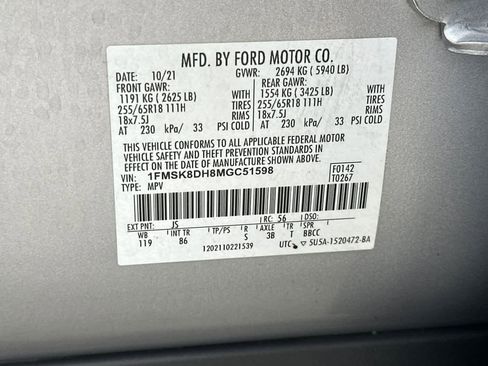 MFD. BY FORD MOTOR CO.
DATE: 10/21 GVWR: 2694 KG ( 5940 LB)
FRONT GAWR: REAR GAWR:
1191 KG ( 2625 LB) 1554 KG ( 3425 LB)
255/65R18 111H TIRES 255/65R18 111H TIRES
18x7.5J RIMS 18x7.5J RIMS
AT 230 kPa/ 33 PSI COLD AT 230 kPa/ 33 PSI COLD
THIS VEHICLE CONFORMS TO ALL APPLICABLE FEDERAL MOTOR
VEHICLE SAFETY AND THEFT PREVENTION STANDARDS IN
EFFECT ON THE DATE OF MANUFACTURE SHOWN ABOVE.
VIN: 1FMSK8DH8MGC51598 F0142
TYPE: MPV T0267
EXT PNT: JS RC: 56 DSO:
WB INT TR TP/PS R AXLE TR SP
119 86 S 3B T BBCC
1202110221539 UTC 5U5A-1520472-BA